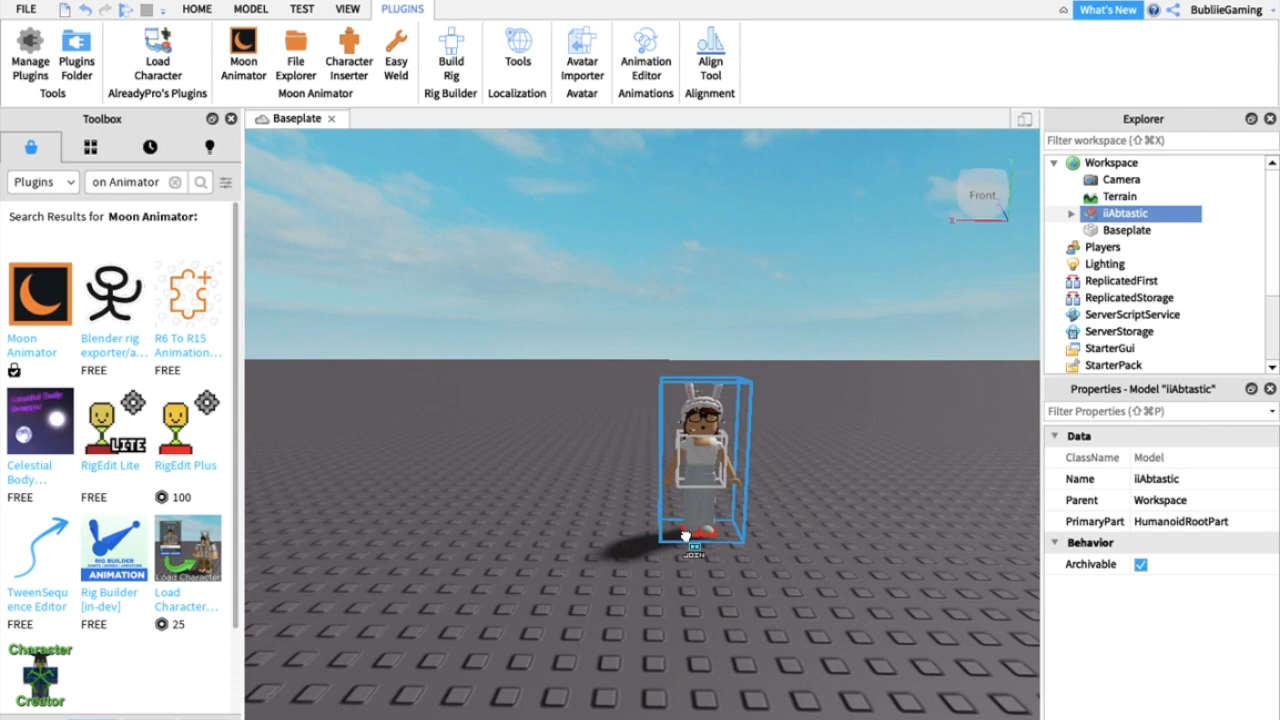 FILE HOME MODEL TEST VIEW PLUGINS What's New BubliieGaming
Manage Plugins
Plugins Folder
Tools
Load Character
AlreadyPro's Plugins
Moon Animator
File Explorer
Character Inserter
Easy Weld
Moon Animator
Build Rig
Rig Builder
Tools
Localization
Avatar Importer
Avatar
Animation Editor
Animations
Align Tool
Alignment
Toolbox
Plugins on Animator
Search Results for Moon Animator:
Moon Animator
Blender rig exporter/a...
FREE
R6 To R15 Animation...
FREE
Celestial Body Designer
Celestial Body...
FREE
LITE
RigEdit Lite
FREE
RigEdit Plus
100
TweenSequence Editor
FREE
RIG BUILDER
ANIMATION
Rig Builder [in-dev]
FREE
Load Character
Load Character...
25
Character
Creator
Baseplate
Front
X
JOIN
Explorer
Filter workspace (⇧⌘X)
Workspace
Camera
Terrain
iiAbtastic
Baseplate
Players
Lighting
ReplicatedFirst
ReplicatedStorage
ServerScriptService
ServerStorage
StarterGui
StarterPack
Properties - Model "iiAbtastic"
Filter Properties (⇧⌘P)
Data
ClassName Model
Name iiAbtastic
Parent Workspace
PrimaryPart HumanoidRootPart
Behavior
Archivable